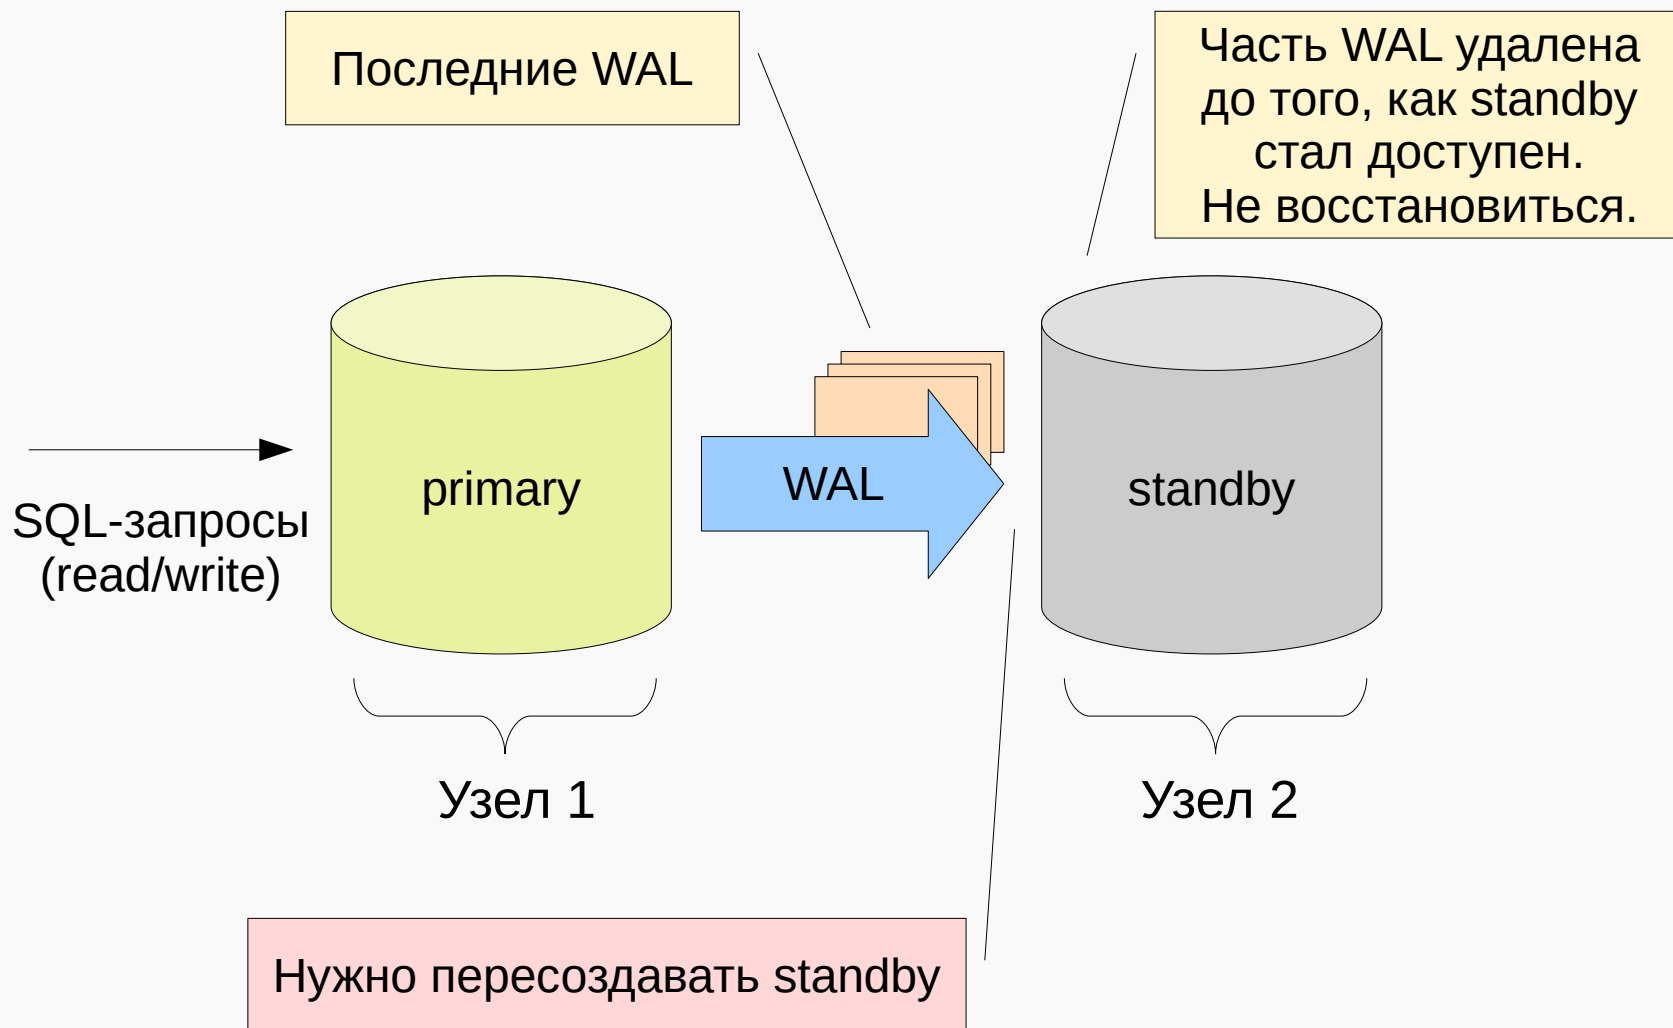 Последние WAL
Часть WAL удалена
до того, как standby
стал доступен.
Не восстановиться.
SQL-запросы
(read/write)
primary
WAL
standby
Узел 1
Узел 2
Нужно пересоздавать standby